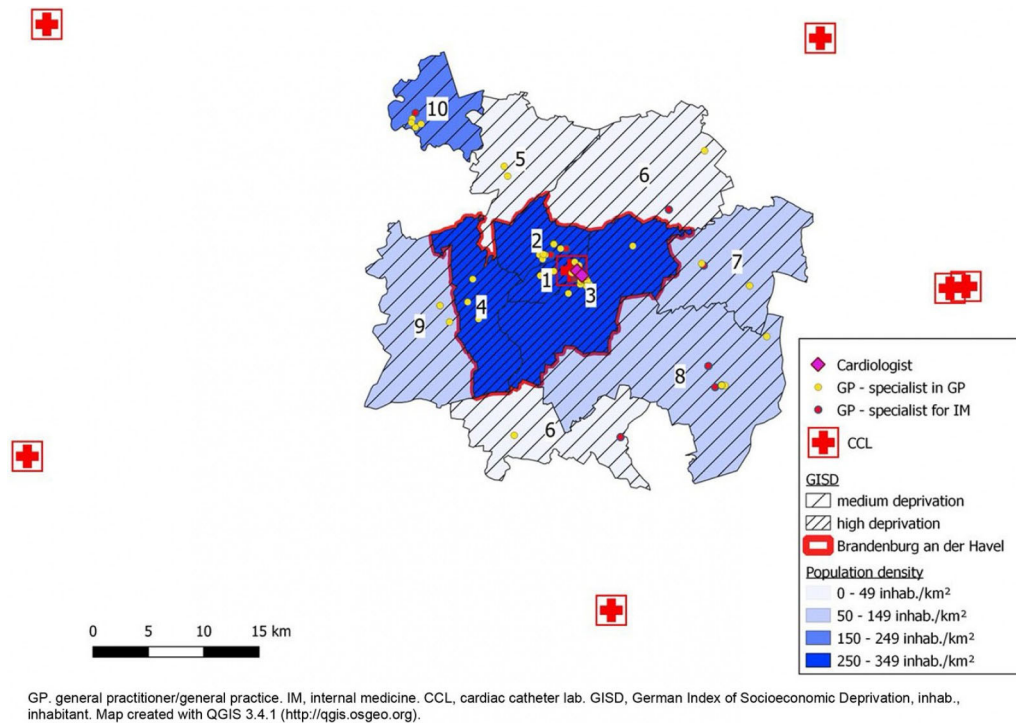 10
5
6
2
7
1
3
4
9
8
6
Cardiologist
GP - specialist in GP
GP - specialist for IM
CCL
GISD
medium deprivation
high deprivation
Brandenburg an der Havel
Population density
0 - 49 inhab./km²
50 - 149 inhab./km²
150 - 249 inhab./km²
250 - 349 inhab./km²
0 5 10 15 km
GP. general practitioner/general practice. IM, internal medicine. CCL, cardiac catheter lab. GISD, German Index of Socioeconomic Deprivation, inhab.,
inhabitant. Map created with QGIS 3.4.1 (http://qgis.osgeo.org).